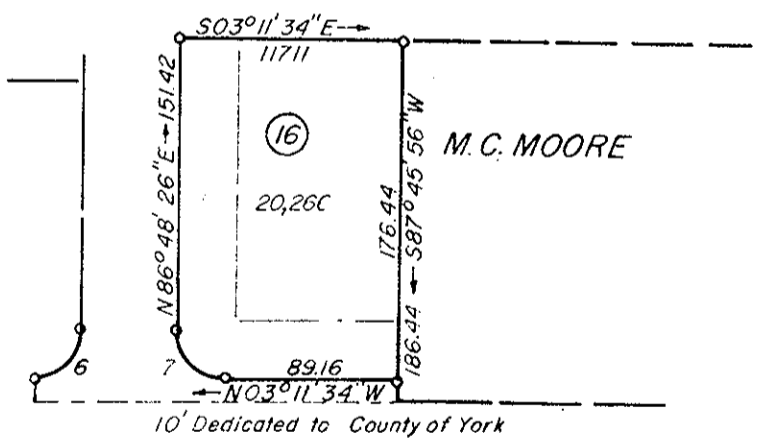 S03°11'34"E→
11711
N86°48'26"E→151.42
16
20,26C
176.44
←S87°45'56"W
186.44
M.C. MOORE
6
7
89.16
←N03°11'34"W
10' Dedicated to County of York